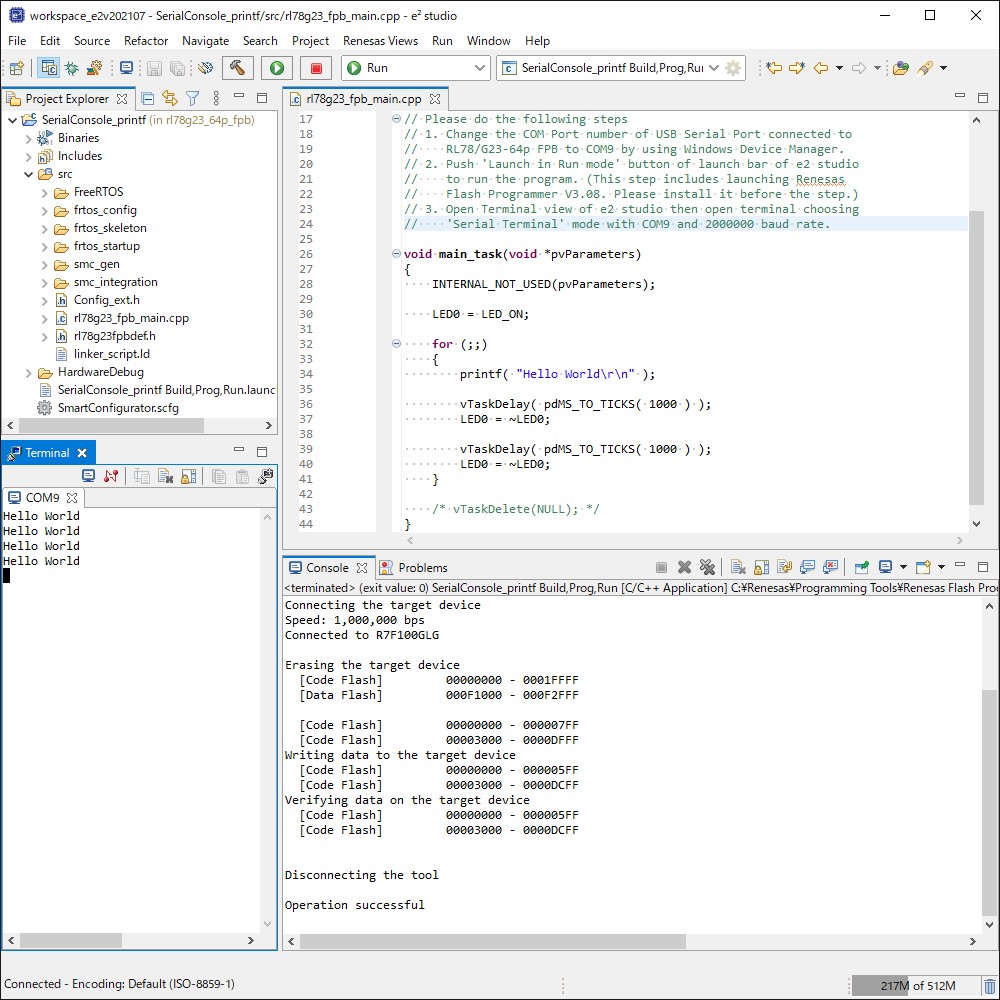 workspace_e2v202107 - SerialConsole_printf/src/rl78g23_fpb_main.cpp - e² studio
File Edit Source Refactor Navigate Search Project Renesas Views Run Window Help
Run
SerialConsole_printf Build,Prog,Rur
Project Explorer
SerialConsole_printf (in rl78g23_64p_fpb)
Binaries
Includes
src
FreeRTOS
frtos_config
frtos_skeleton
frtos_startup
smc_gen
smc_integration
Config_ext.h
rl78g23_fpb_main.cpp
rl78g23fpbdef.h
linker_script.ld
HardwareDebug
SerialConsole_printf Build,Prog,Run.launc
SmartConfigurator.scfg
Terminal
COM9
Hello World
Hello World
Hello World
Hello World
rl78g23_fpb_main.cpp
17 // Please do the following steps
18 // 1. Change the COM Port number of USB Serial Port connected to
19 //    RL78/G23-64p FPB to COM9 by using Windows Device Manager.
20 // 2. Push 'Launch in Run mode' button of launch bar of e2 studio
21 //    to run the program. (This step includes launching Renesas
22 //    Flash Programmer V3.08. Please install it before the step.)
23 // 3. Open Terminal view of e2 studio then open terminal choosing
24 //    'Serial Terminal' mode with COM9 and 2000000 baud rate.
25
26 void main_task(void *pvParameters)
27 {
28     INTERNAL_NOT_USED(pvParameters);
29
30     LED0 = LED_ON;
31
32     for (;;)
33     {
34         printf( "Hello World\r\n" );
35
36         vTaskDelay( pdMS_TO_TICKS( 1000 ) );
37         LED0 = ~LED0;
38
39         vTaskDelay( pdMS_TO_TICKS( 1000 ) );
40         LED0 = ~LED0;
41     }
42
43     /* vTaskDelete(NULL); */
44 }
Console Problems
<terminated> (exit value: 0) SerialConsole_printf Build,Prog,Run [C/C++ Application] C:¥Renesas¥Programming Tools¥Renesas Flash Proc
Connecting the target device
Speed: 1,000,000 bps
Connected to R7F100GLG
Erasing the target device
[Code Flash] 00000000 - 0001FFFF
[Data Flash] 000F1000 - 000F2FFF
[Code Flash] 00000000 - 000007FF
[Code Flash] 00003000 - 0000DFFF
Writing data to the target device
[Code Flash] 00000000 - 000005FF
[Code Flash] 00003000 - 0000DCFF
Verifying data on the target device
[Code Flash] 00000000 - 000005FF
[Code Flash] 00003000 - 0000DCFF
Disconnecting the tool
Operation successful
Connected - Encoding: Default (ISO-8859-1)
217M of 512M